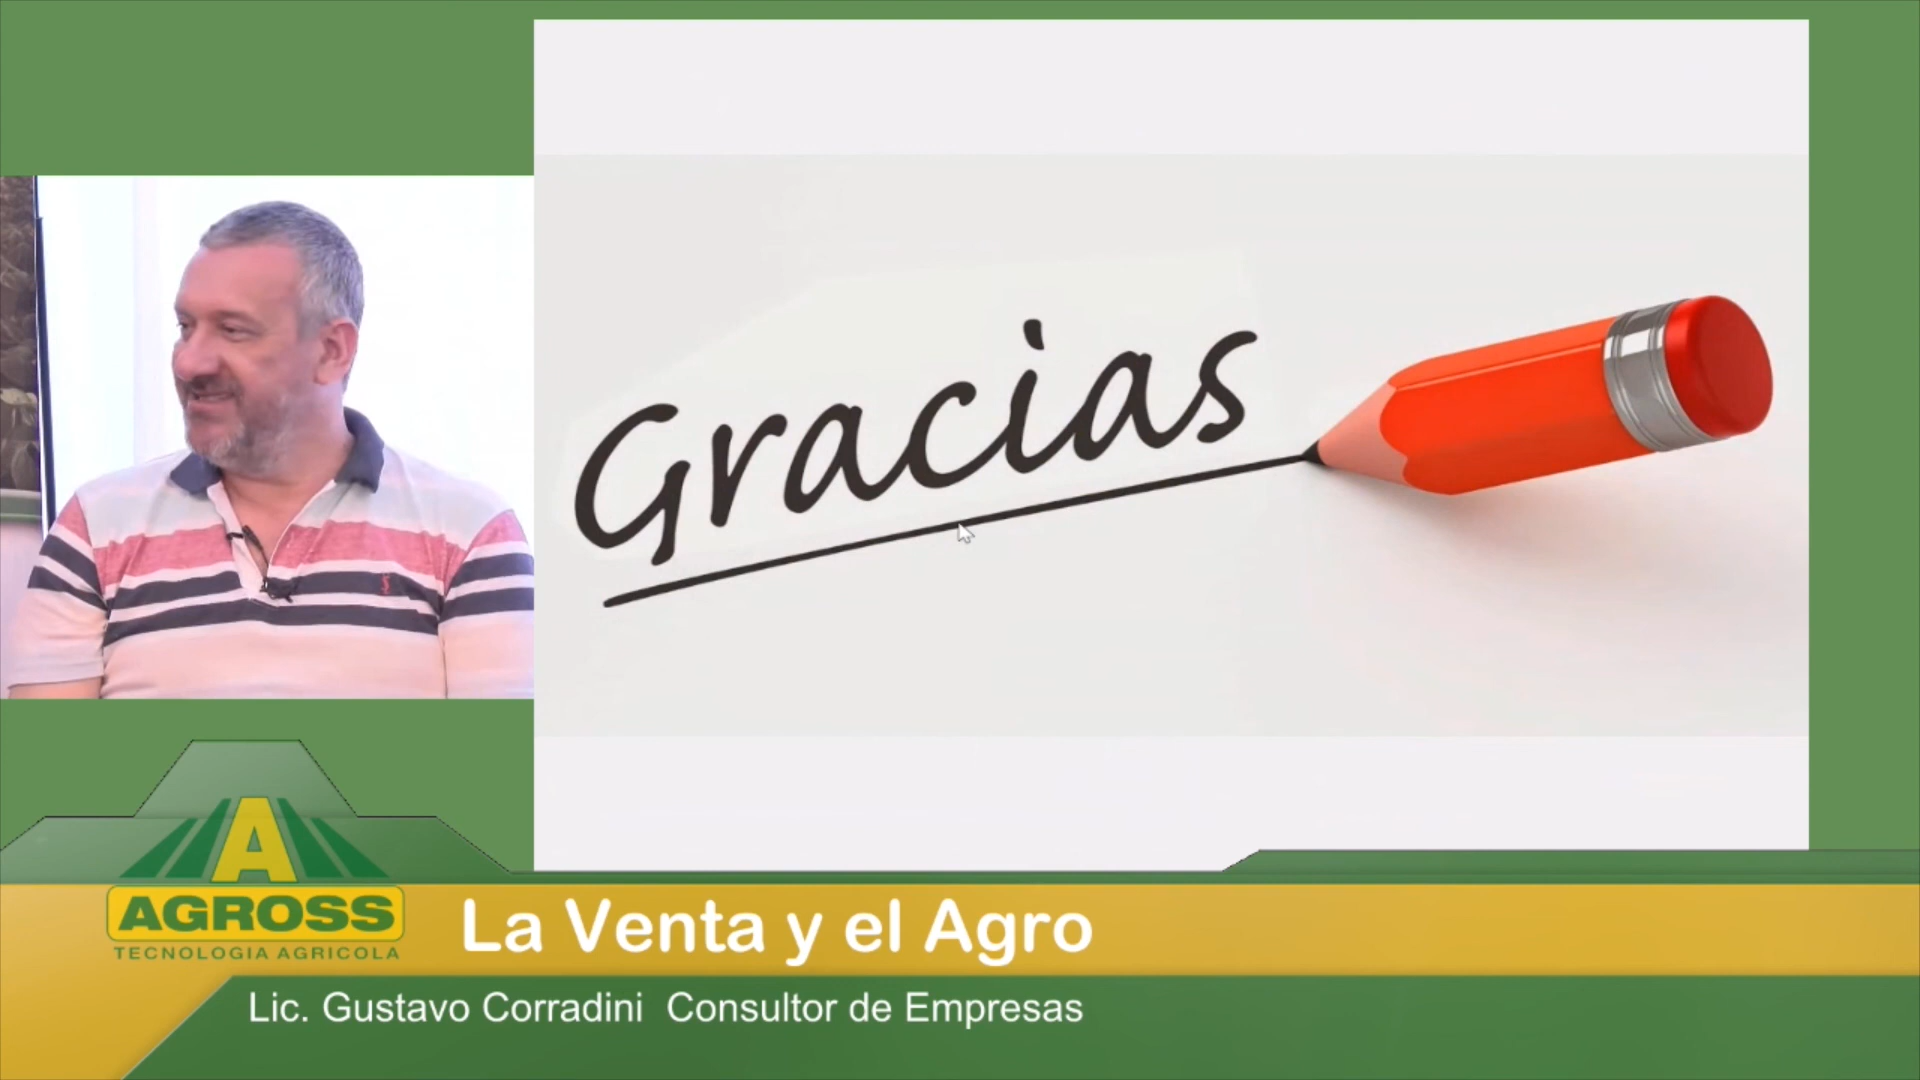 Gracias
A
AGROSS
TECNOLOGIA AGRICOLA
La Venta y el Agro
Lic. Gustavo Corradini Consultor de Empresas